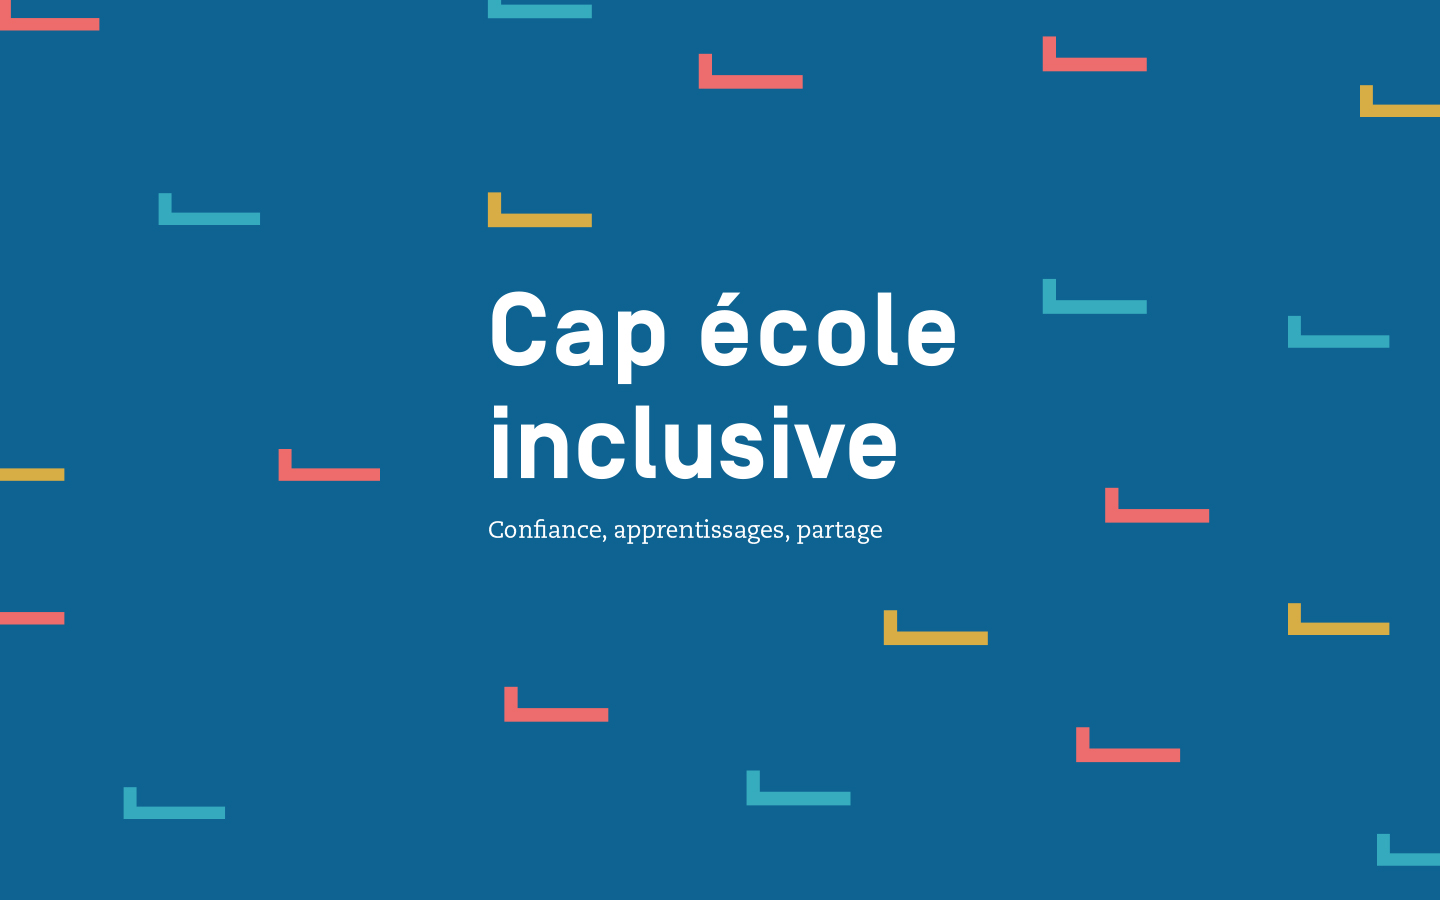 Cap école
inclusive
Confiance, apprentissages, partage